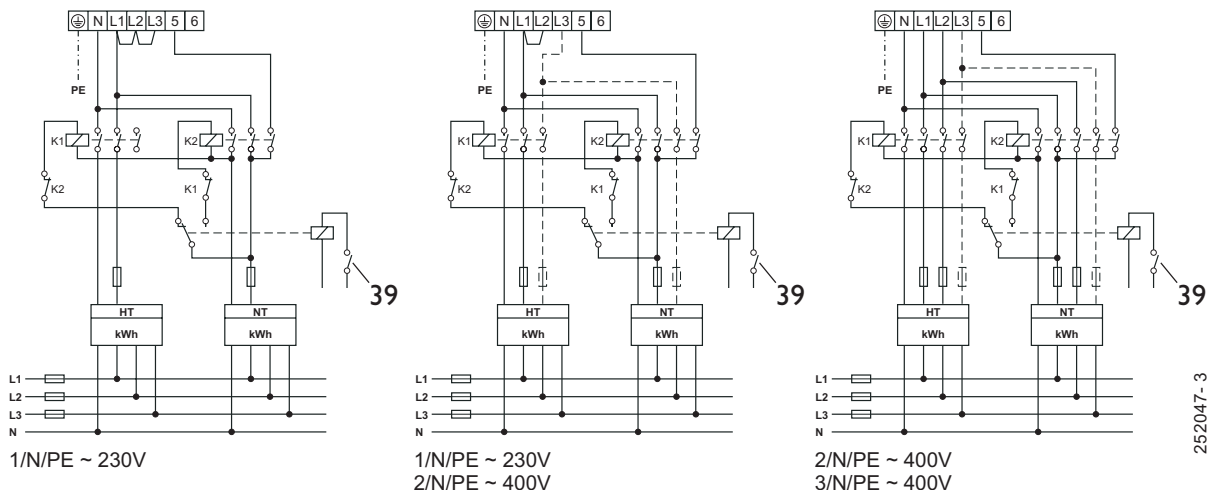 N L1 L2 L3 5 6
PE
K1
K2
K2
K1
39
HT
kWh
NT
kWh
L1
L2
L3
N
1/N/PE ~ 230V
N L1 L2 L3 5 6
PE
K1
K2
K2
K1
39
HT
kWh
NT
kWh
L1
L2
L3
N
1/N/PE ~ 230V
2/N/PE ~ 400V
N L1 L2 L3 5 6
PE
K1
K2
K2
K1
39
HT
kWh
NT
kWh
L1
L2
L3
N
2/N/PE ~ 400V
3/N/PE ~ 400V
252047- 3